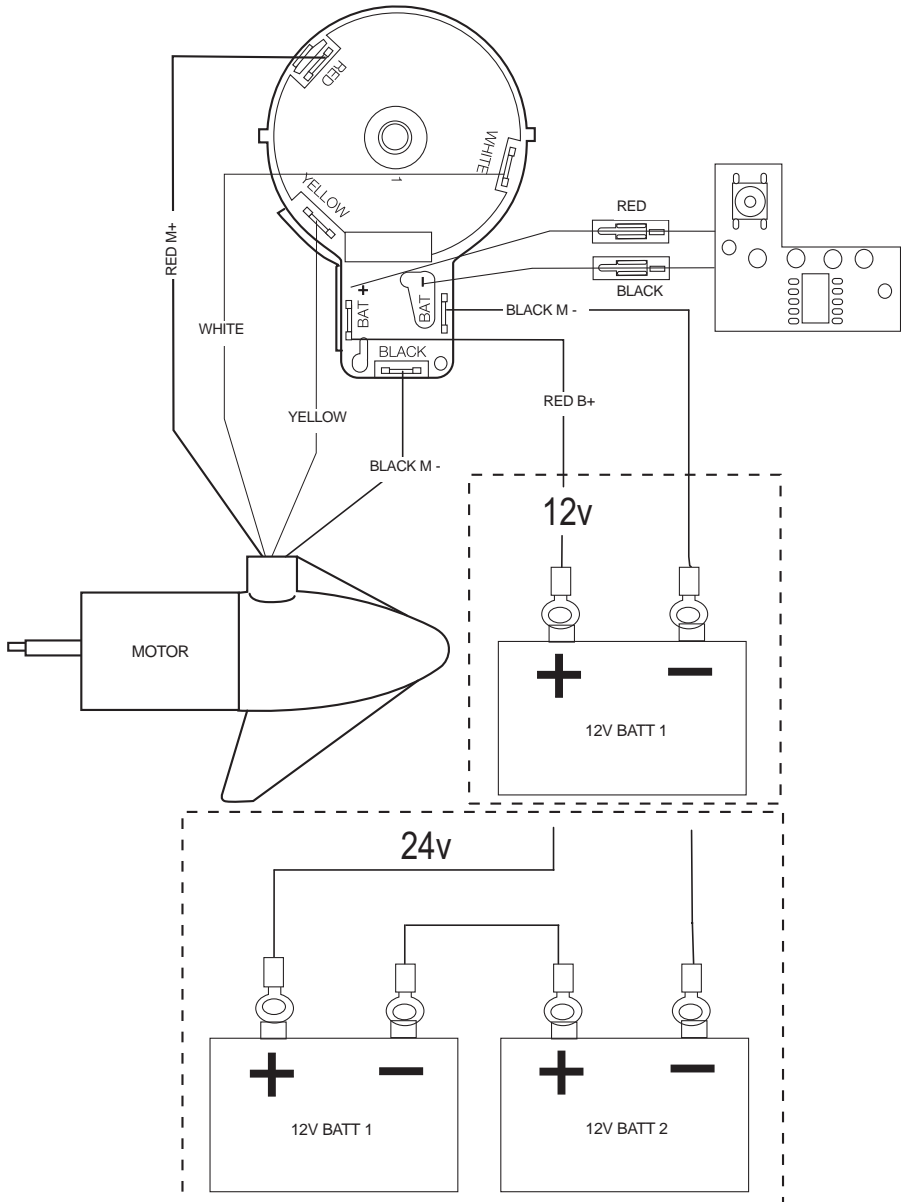 RED
WHITE
1
YELLOW
RED
BLACK
RED M+
BAT +
BAT -
BLACK
BLACK M -
WHITE
YELLOW
RED B+
BLACK M -
12v
MOTOR
+ -
12V BATT 1
24v
+ -
12V BATT 1
+ -
12V BATT 2